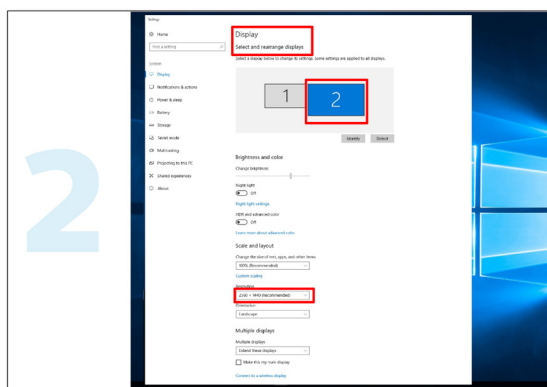 2
Settings
Home
Find a setting
System
Display
Notifications & actions
Power & sleep
Battery
Storage
Tablet mode
Multitasking
Projecting to this PC
Shared experiences
About
Display
Select and rearrange displays
Select a display below to change its settings. Some settings are applied to all displays.
1
2
Identify
Detect
Brightness and color
Change brightness
Night light
Off
Night light settings
HDR and advanced color
Off
Learn more about advanced color
Scale and layout
Change the size of text, apps, and other items
100% (Recommended)
Custom scaling
Resolution
2560 × 1440 (Recommended)
Orientation
Landscape
Multiple displays
Multiple displays
Extend these displays
Make this my main display
Connect to a wireless display